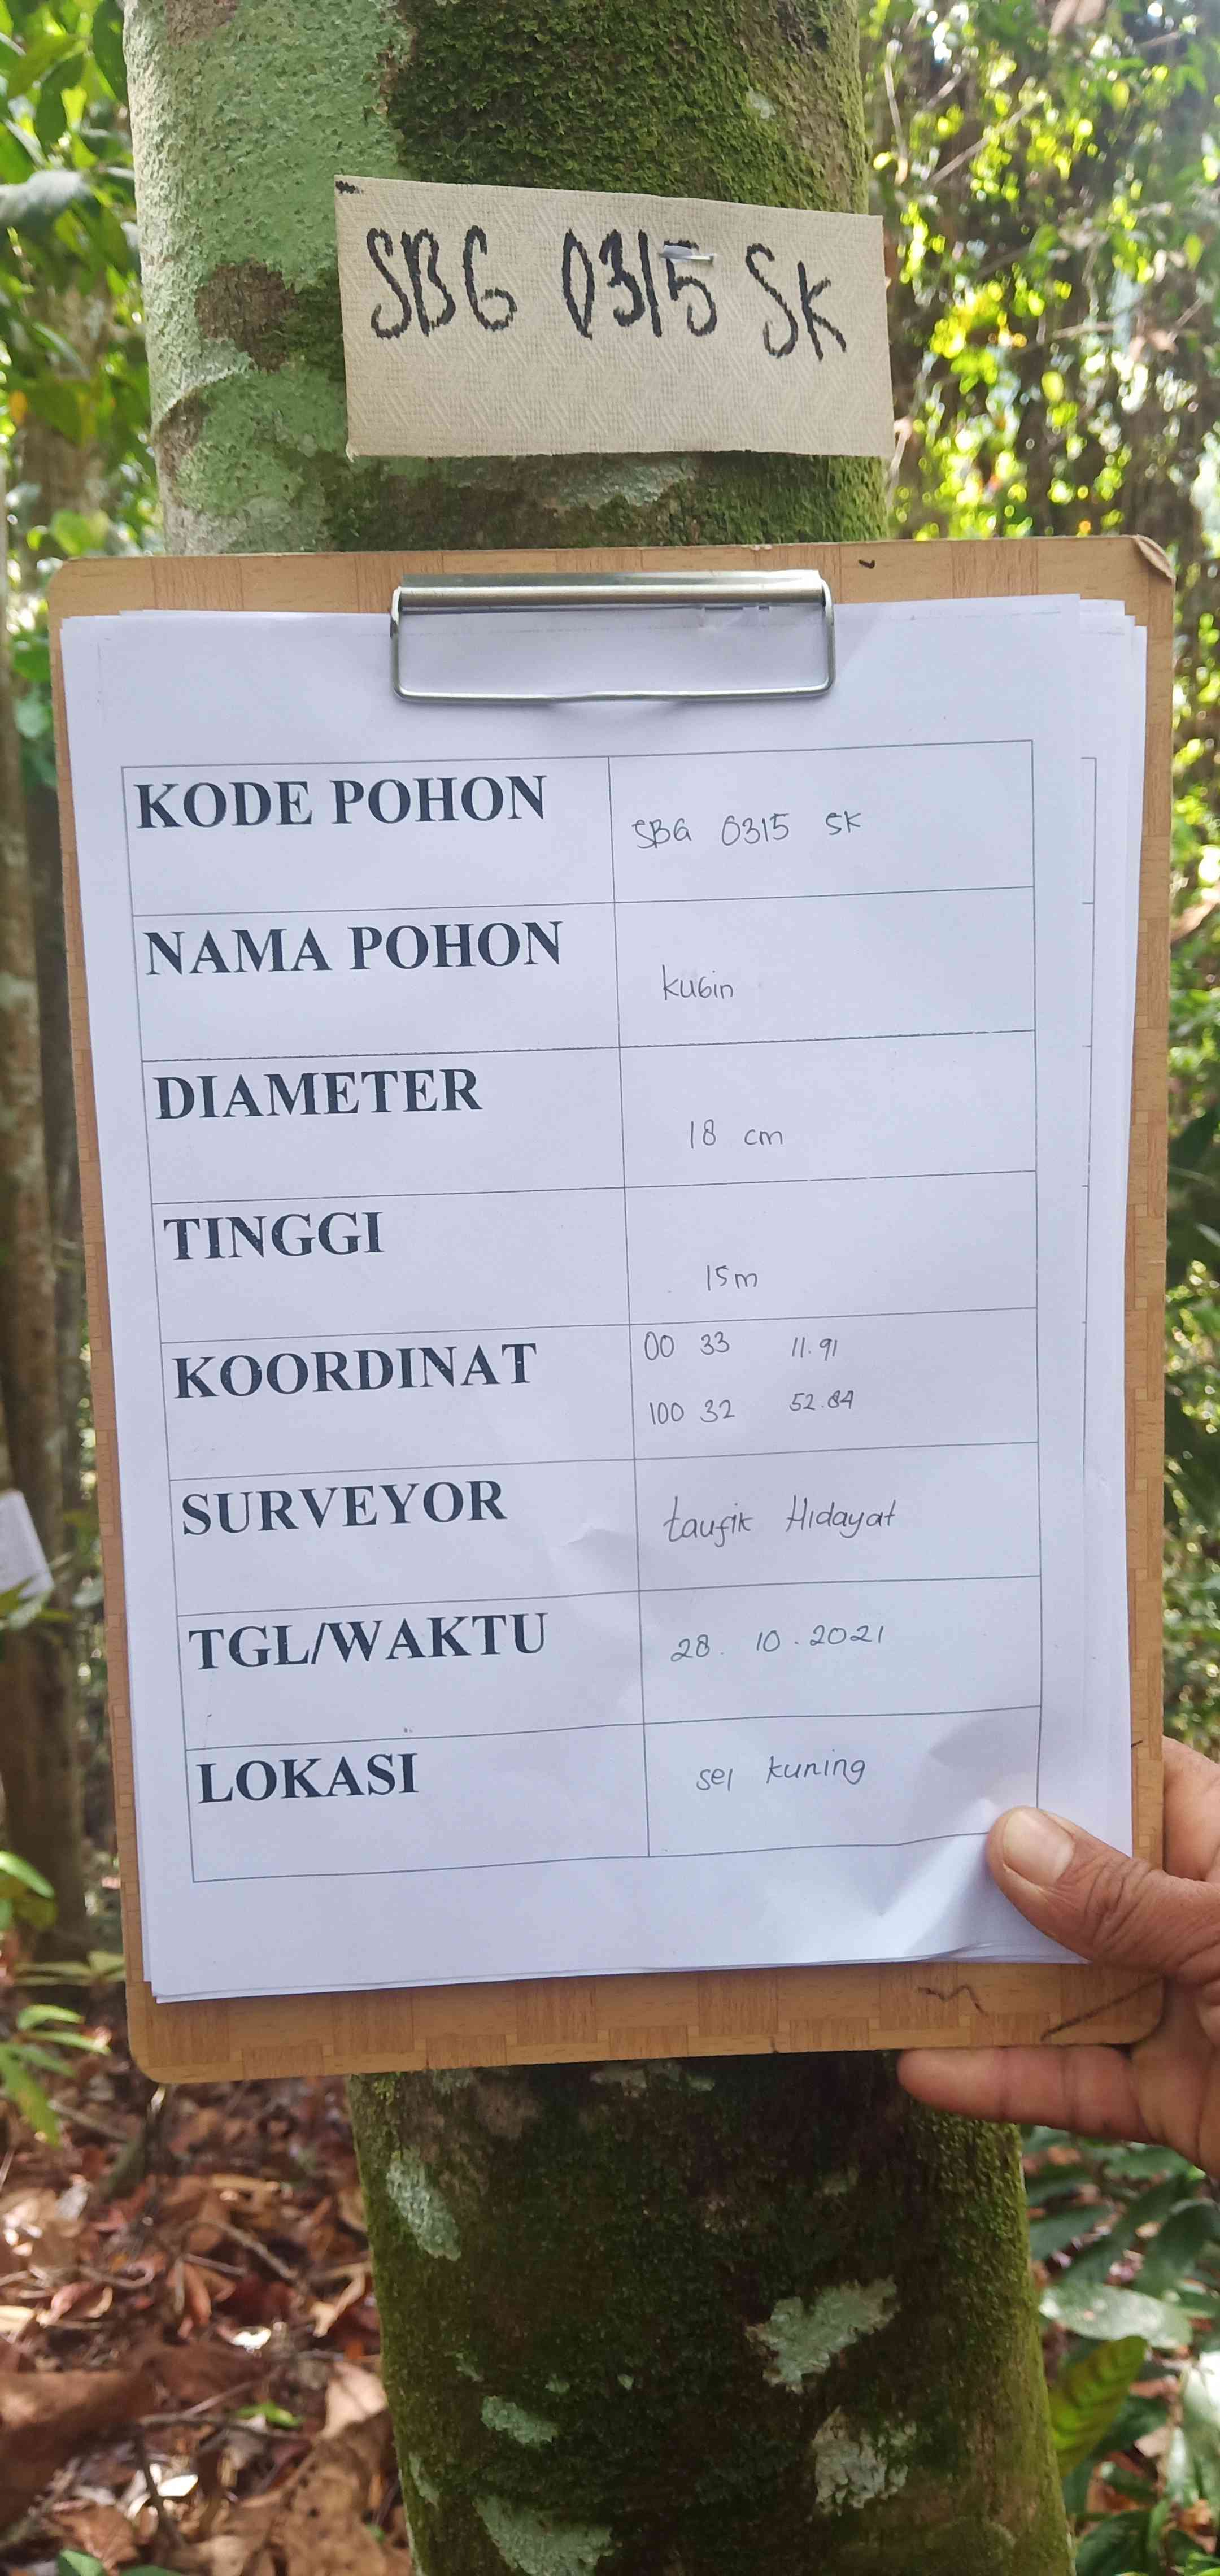 SBG 0315 SK
KODE POHON
SBG 0315 SK
NAMA POHON
kubin
DIAMETER
18 cm
TINGGI
15m
KOORDINAT
00 33 11.91
100 32 52.84
SURVEYOR
taufik Hidayat
TGL/WAKTU
28. 10. 2021
LOKASI
sei kuning